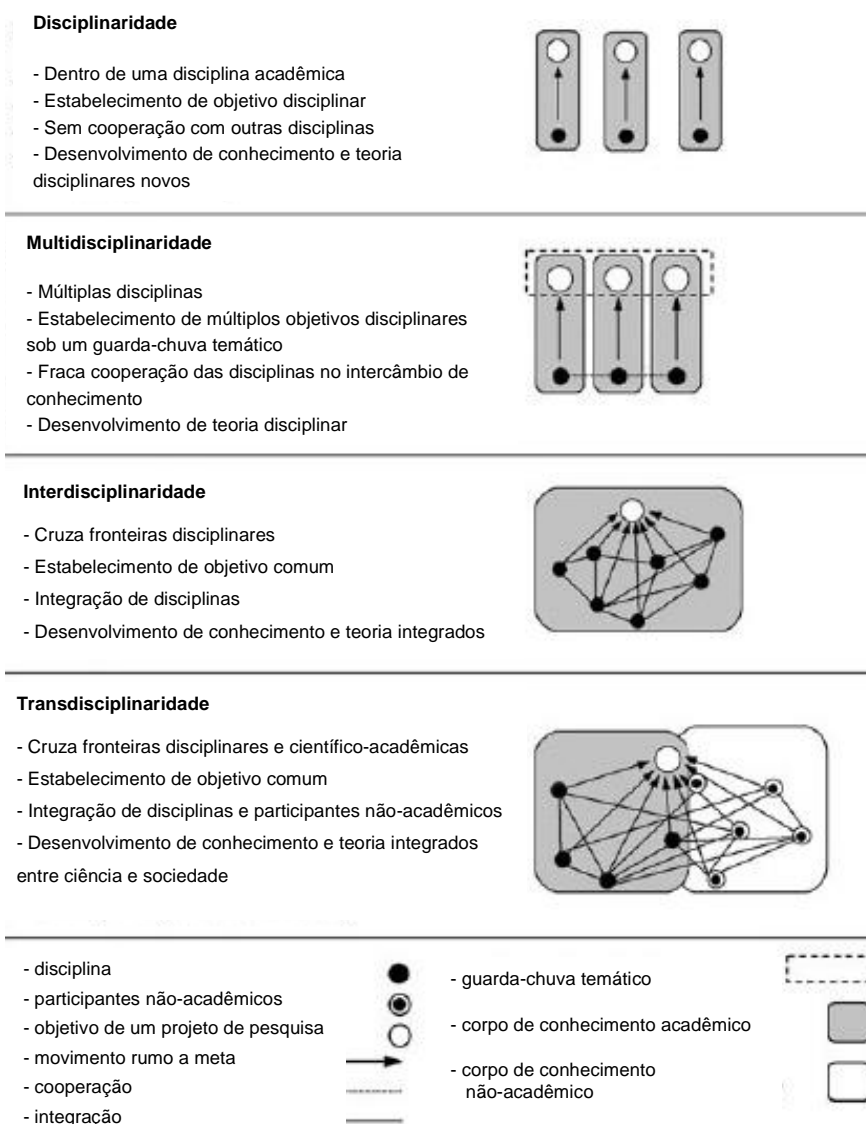 Disciplinaridade
- Dentro de uma disciplina acadêmica
- Estabelecimento de objetivo disciplinar
- Sem cooperação com outras disciplinas
- Desenvolvimento de conhecimento e teoria
disciplinares novos
Multidisciplinaridade
- Múltiplas disciplinas
- Estabelecimento de múltiplos objetivos disciplinares
sob um guarda-chuva temático
- Fraca cooperação das disciplinas no intercâmbio de
conhecimento
- Desenvolvimento de teoria disciplinar
Interdisciplinaridade
- Cruza fronteiras disciplinares
- Estabelecimento de objetivo comum
- Integração de disciplinas
- Desenvolvimento de conhecimento e teoria integrados
Transdisciplinaridade
- Cruza fronteiras disciplinares e científico-acadêmicas
- Estabelecimento de objetivo comum
- Integração de disciplinas e participantes não-acadêmicos
- Desenvolvimento de conhecimento e teoria integrados
entre ciência e sociedade
- disciplina
- participantes não-acadêmicos
- objetivo de um projeto de pesquisa
- movimento rumo a meta
- cooperação
- integração
- guarda-chuva temático
- corpo de conhecimento acadêmico
- corpo de conhecimento
não-acadêmico